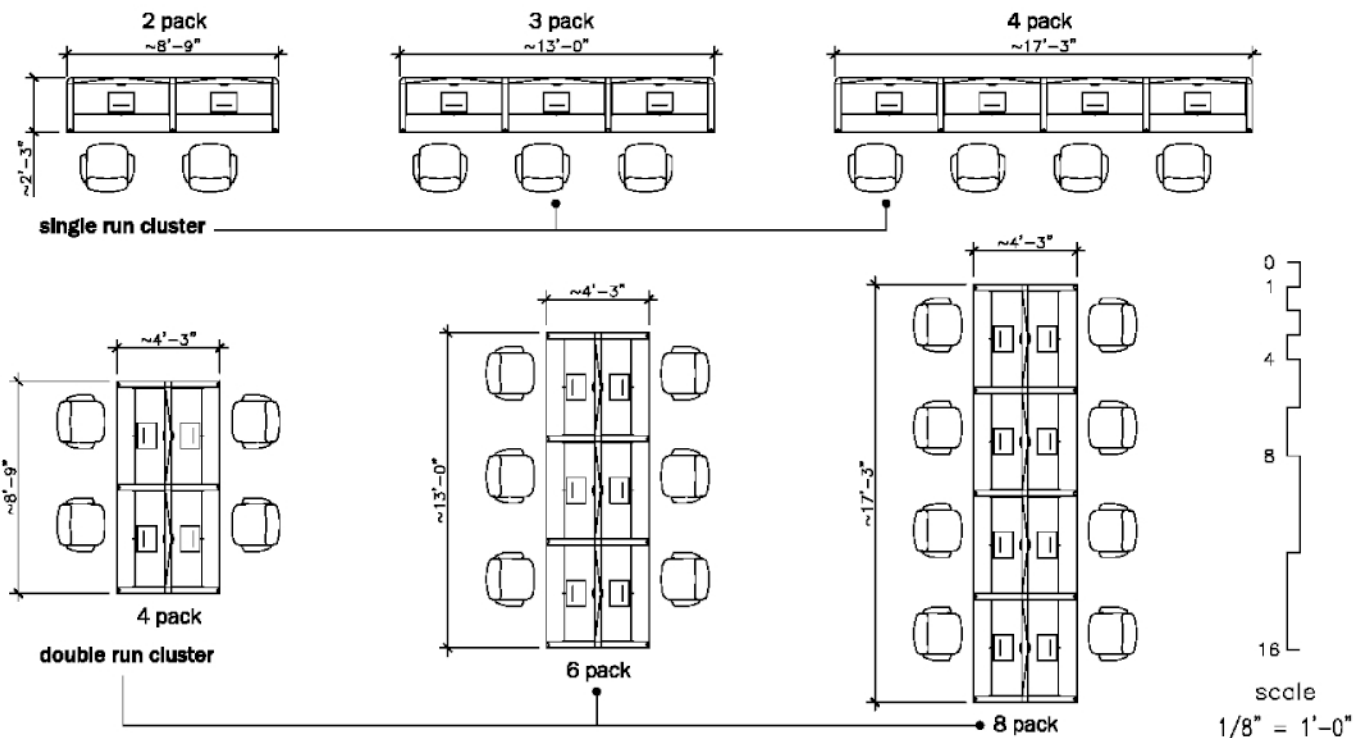 2 pack
~8'-9"
3 pack
~13'-0"
4 pack
~17'-3"
~2'-3"
single run cluster
~4'-3"
~8'-9"
4 pack
double run cluster
~4'-3"
~13'-0"
6 pack
~4'-3"
~17'-3"
8 pack
0
1
4
8
16
scale
1/8" = 1'-0"